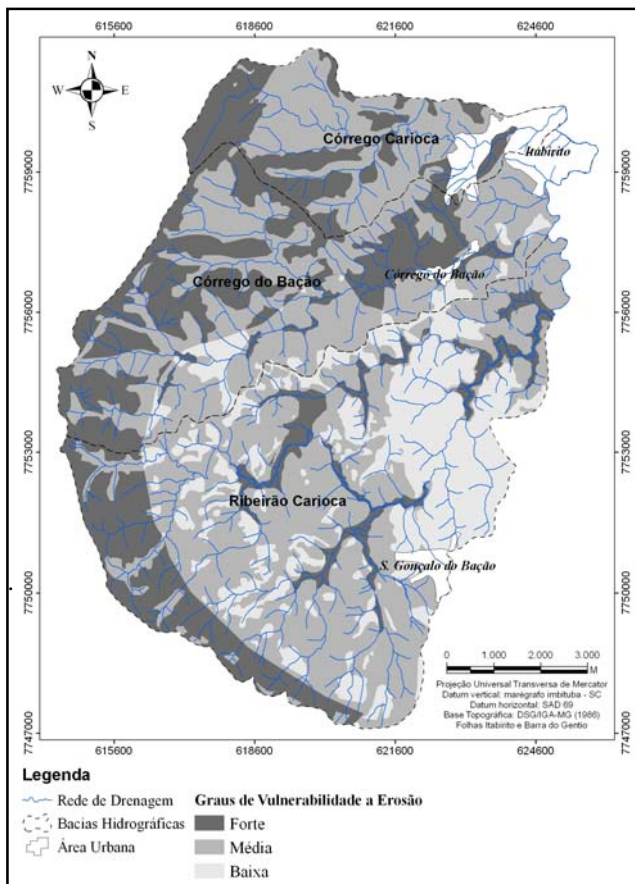 615600 618600 621600 624600
N
W E
S
Córrego Carioca
Itabirito
7759000 7759000
Córrego do Bação Córrego do Bação
7756000 7756000
7753000 7753000
Ribeirão Carioca
S. Gonçalo do Bação
7750000 7750000
0 1.000 2.000 3.000
M
Projeção Universal Transversa de Mercator
Datum vertical: marégrafo imbituba - SC
Datum horizontal: SAD 69
Base Topográfica: DSG/IGA-MG (1986)
Folhas Itabirito e Barra do Gentio
7747000 7747000
615600 618600 621600 624600
Legenda
Rede de Drenagem
Bacias Hidrográficas
Área Urbana
Graus de Vulnerabilidade a Erosão
Forte
Média
Baixa